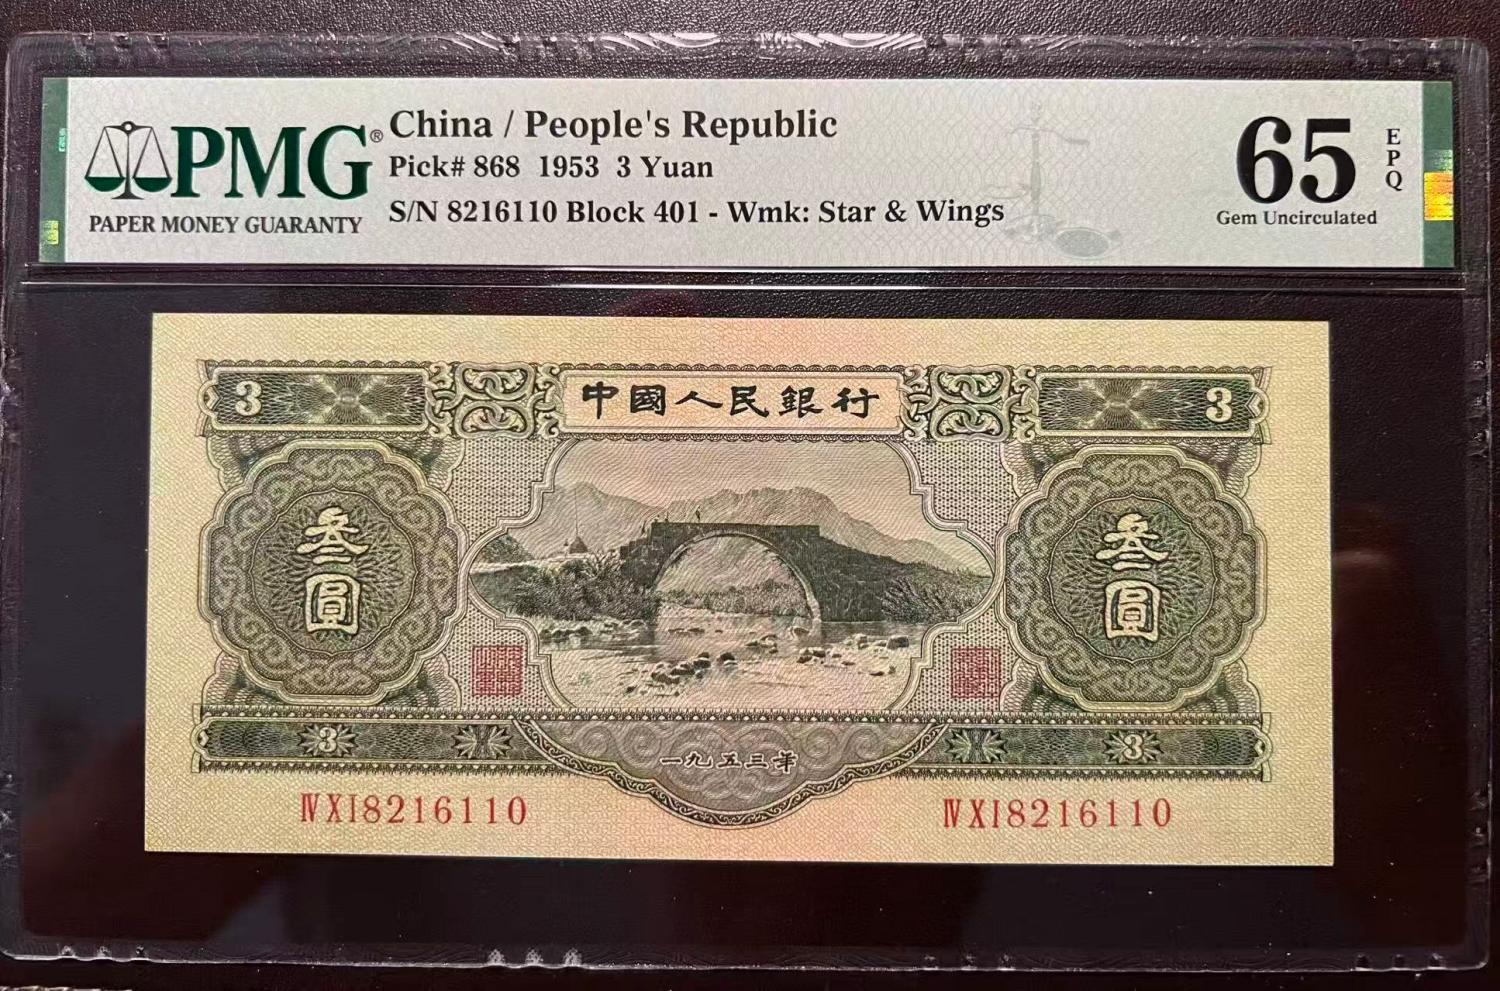 PMG®
PAPER MONEY GUARANTY
China / People's Republic
Pick# 868 1953 3 Yuan
S/N 8216110 Block 401 - Wmk: Star & Wings
65
EPQ
Gem Uncirculated
3
中國人民銀行
3
叁圓
叁圓
3
一九五三年
3
ⅣⅩⅠ8216110
ⅣⅩⅠ8216110